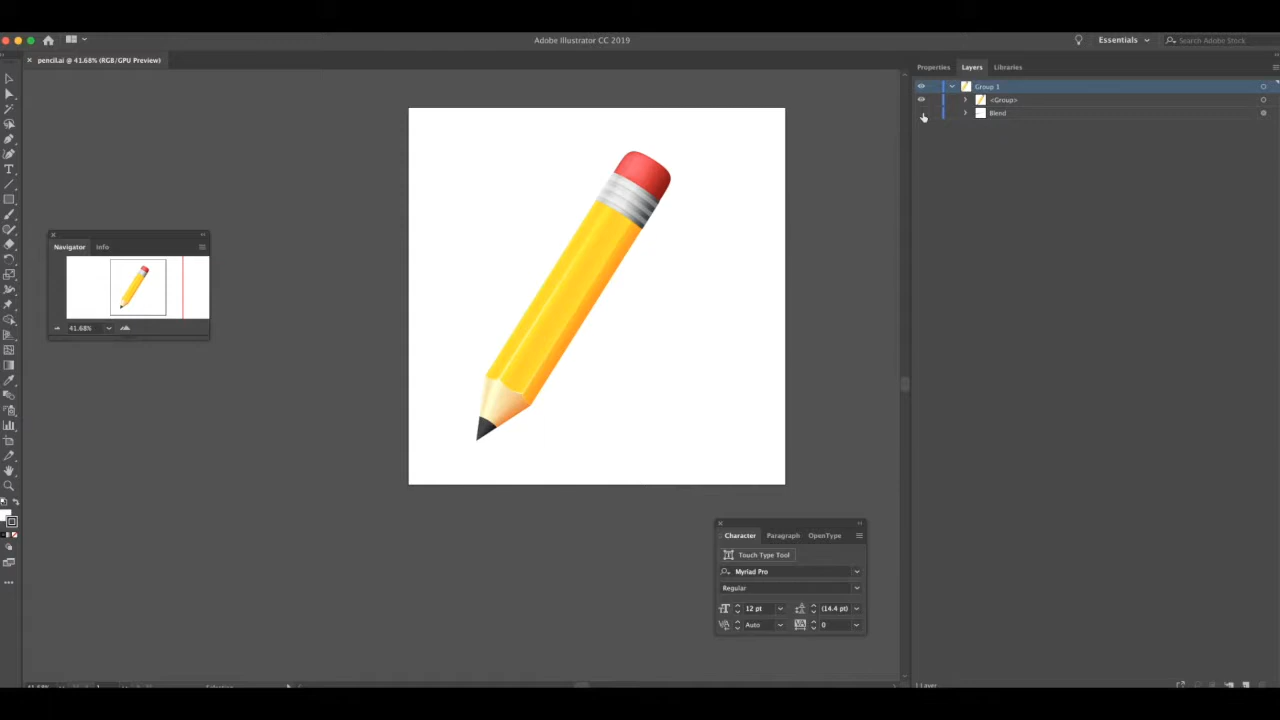 Adobe Illustrator CC 2019
Essentials
Search Adobe Stock
pencil.ai @ 41.68% (RGB/GPU Preview)
Properties
Layers
Libraries
Group 1
<Group>
Blend
Navigator
Info
41.68%
Character
Paragraph
OpenType
Touch Type Tool
Myriad Pro
Regular
12 pt
(14.4 pt)
Auto
0
1 Layer